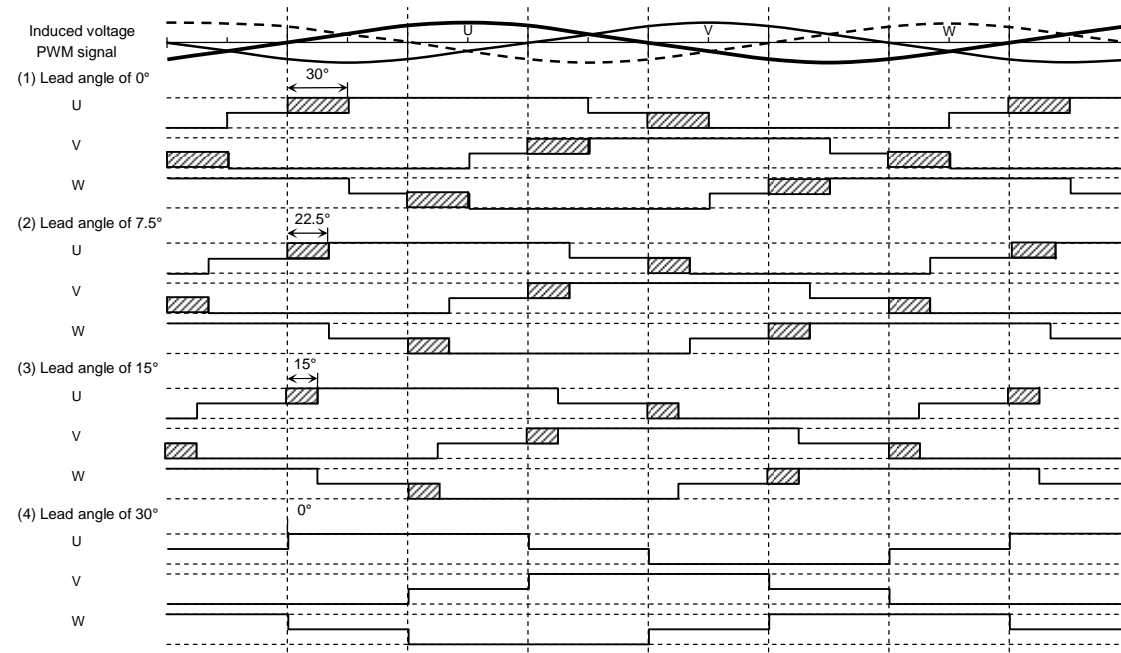 Induced voltage
U
V
W
PWM signal
(1) Lead angle of 0°
30°
U
V
W
(2) Lead angle of 7.5°
22.5°
U
V
W
(3) Lead angle of 15°
15°
U
V
W
(4) Lead angle of 30°
0°
U
V
W